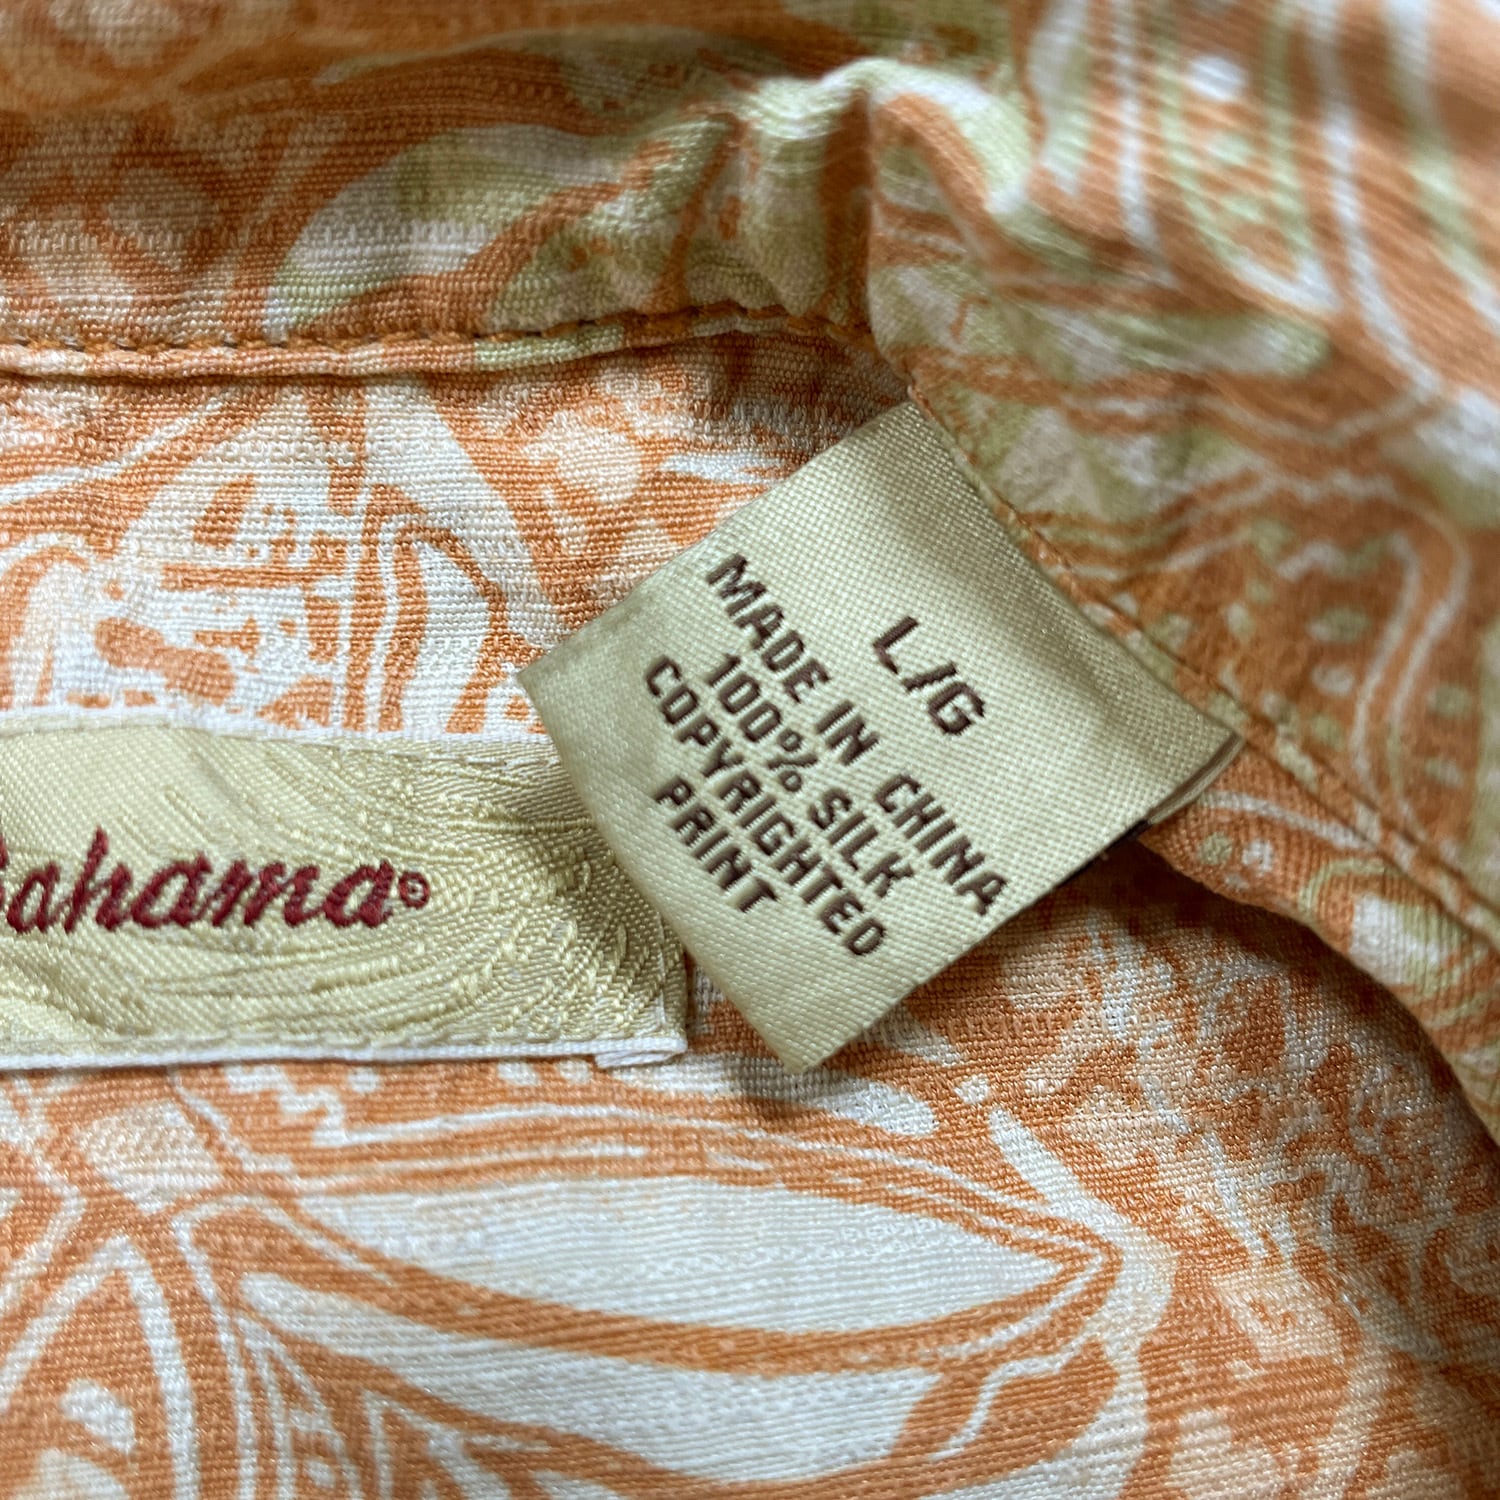 Bahama©
L/G
MADE IN CHINA
100% SILK
COPYRIGHTED
PRINT